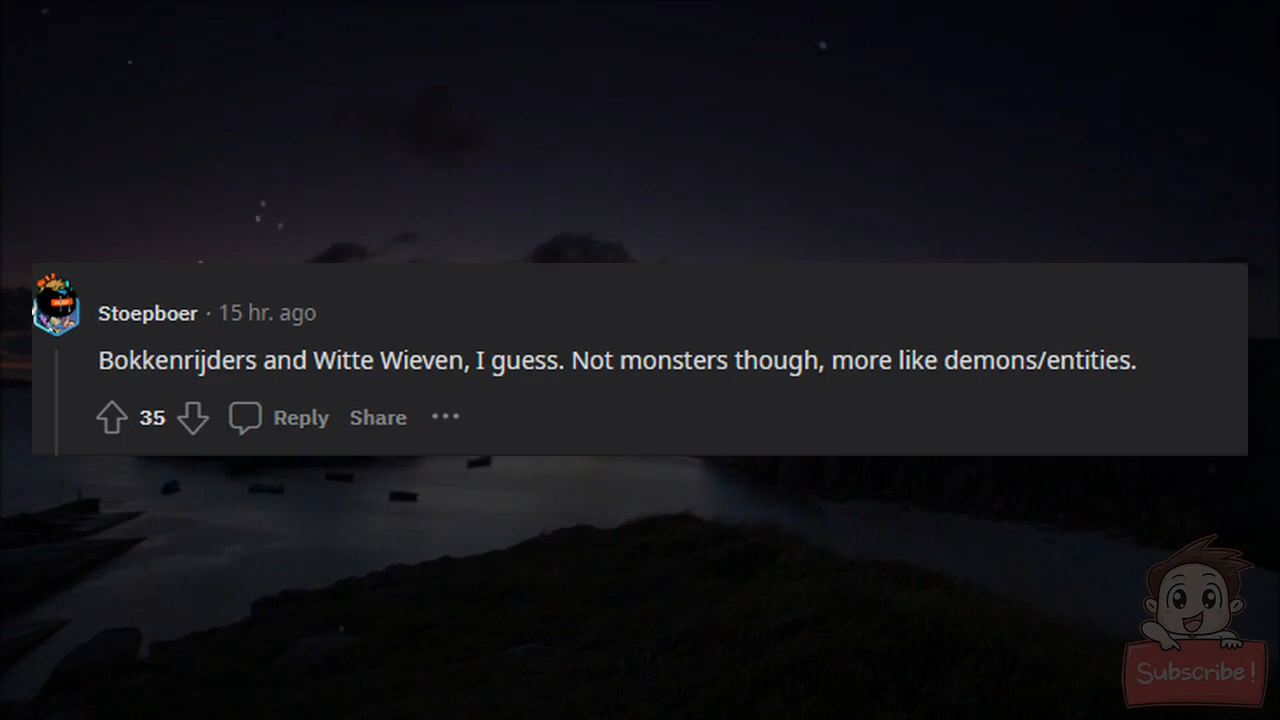 Stoepboer · 15 hr. ago
Bokkenrijders and Witte Wieven, I guess. Not monsters though, more like demons/entities.
35 Reply Share •••
Subscribe!